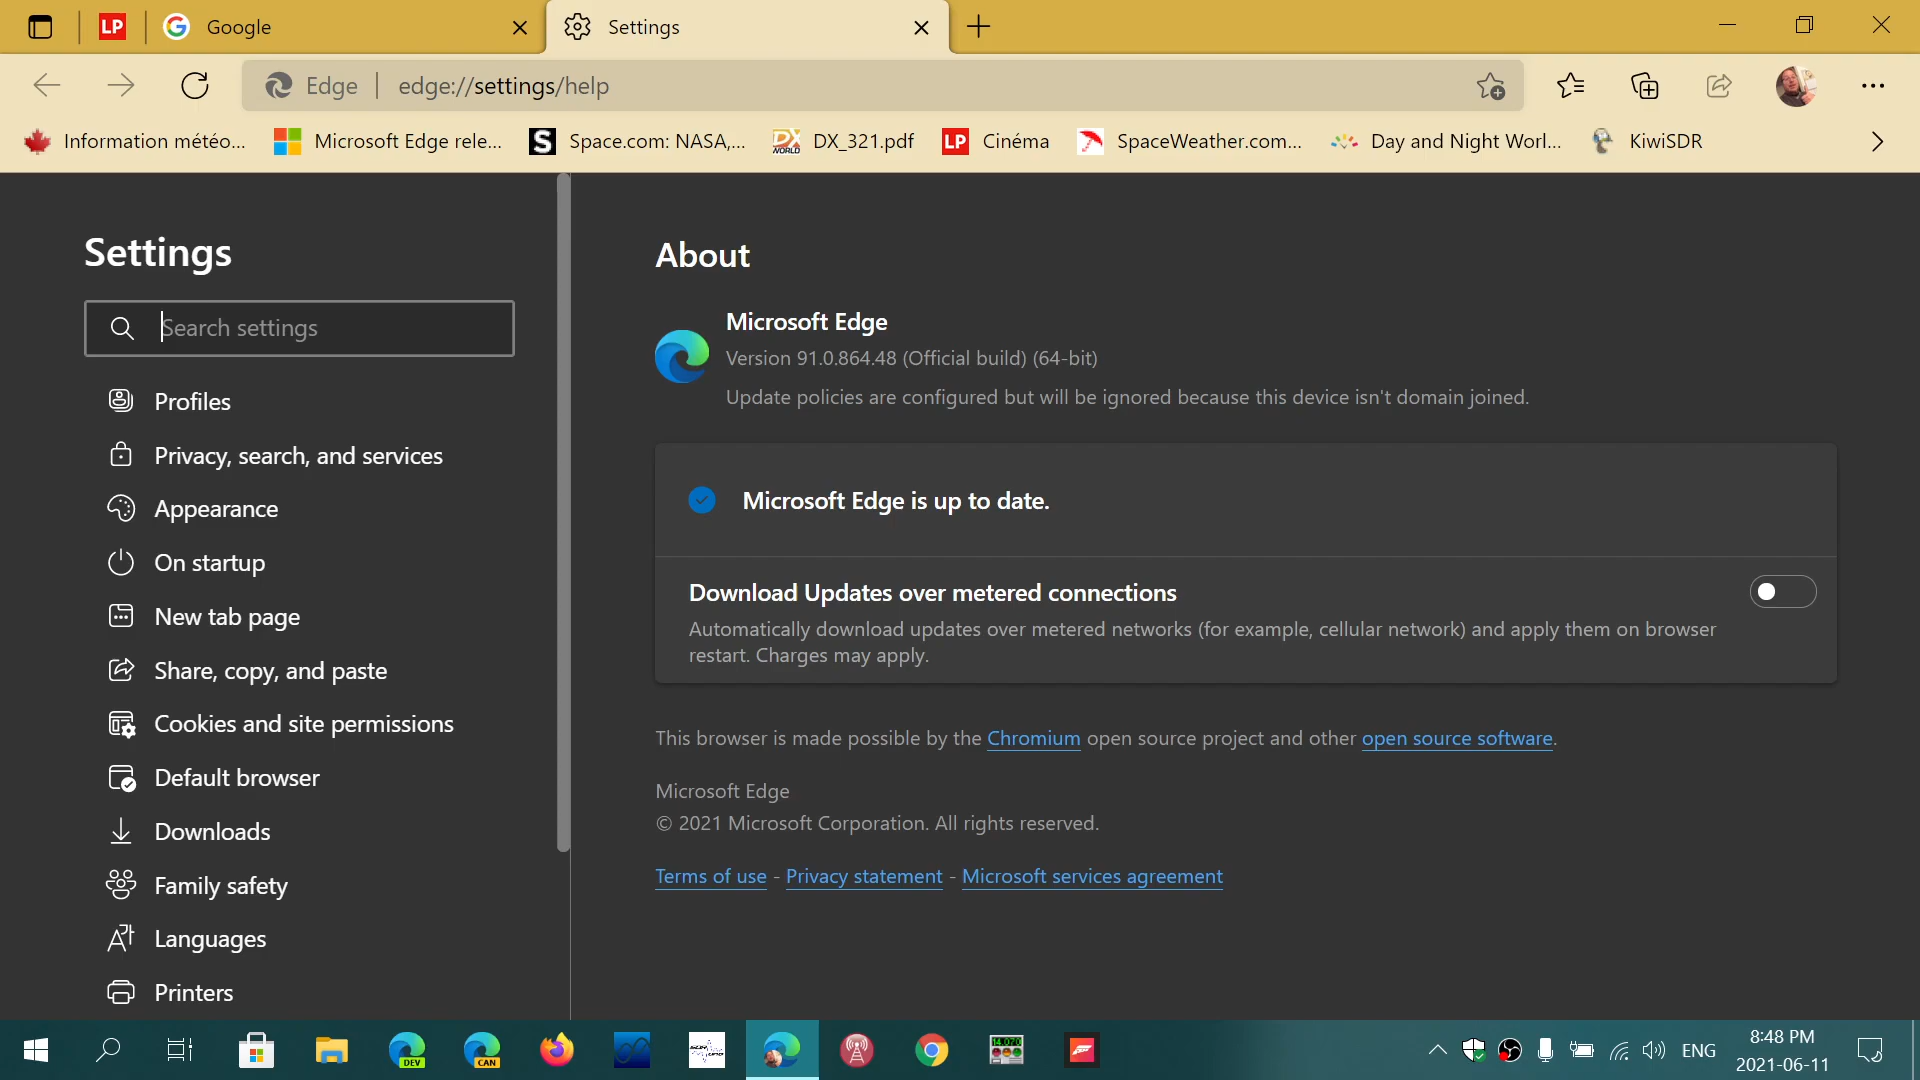 LP
Google
Settings
Edge
edge://settings/help
Information météo...
Microsoft Edge rele...
S
Space.com: NASA,...
DX WORLD
DX_321.pdf
LP
Cinéma
SpaceWeather.com...
Day and Night Worl...
KiwiSDR
Settings
Search settings
Profiles
Privacy, search, and services
Appearance
On startup
New tab page
Share, copy, and paste
Cookies and site permissions
Default browser
Downloads
Family safety
Languages
Printers
About
Microsoft Edge
Version 91.0.864.48 (Official build) (64-bit)
Update policies are configured but will be ignored because this device isn't domain joined.
Microsoft Edge is up to date.
Download Updates over metered connections
Automatically download updates over metered networks (for example, cellular network) and apply them on browser
restart. Charges may apply.
This browser is made possible by the Chromium open source project and other open source software.
Microsoft Edge
© 2021 Microsoft Corporation. All rights reserved.
Terms of use - Privacy statement - Microsoft services agreement
DEV
CAN
14.070
ENG
8:48 PM
2021-06-11